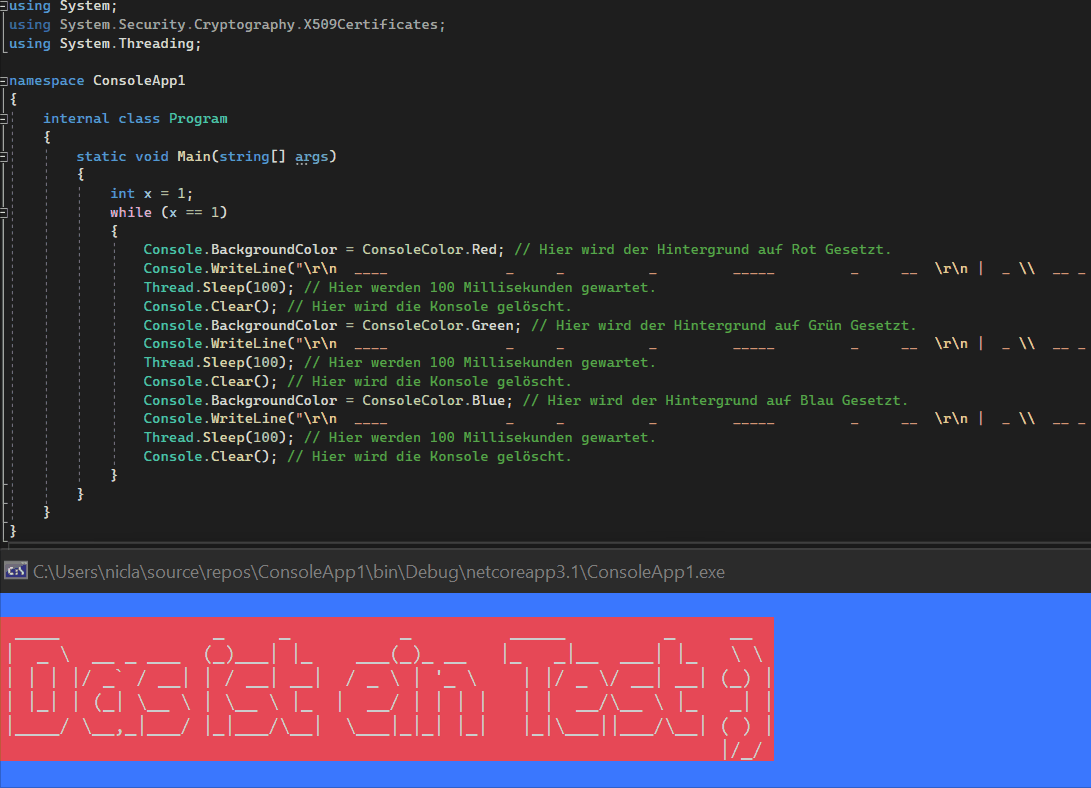 using System;
using System.Security.Cryptography.X509Certificates;
using System.Threading;
namespace ConsoleApp1
{
internal class Program
{
static void Main(string[] args)
{
int x = 1;
while (x == 1)
{
Console.BackgroundColor = ConsoleColor.Red; // Hier wird der Hintergrund auf Rot Gesetzt.
Console.WriteLine("\r\n  ____              _     _          _         _____         _     __  \r\n |  _ \\  __ _
Thread.Sleep(100); // Hier werden 100 Millisekunden gewartet.
Console.Clear(); // Hier wird die Konsole gelöscht.
Console.BackgroundColor = ConsoleColor.Green; // Hier wird der Hintergrund auf Grün Gesetzt.
Console.WriteLine("\r\n  ____              _     _          _         _____         _     __  \r\n |  _ \\  __ _
Thread.Sleep(100); // Hier werden 100 Millisekunden gewartet.
Console.Clear(); // Hier wird die Konsole gelöscht.
Console.BackgroundColor = ConsoleColor.Blue; // Hier wird der Hintergrund auf Blau Gesetzt.
Console.WriteLine("\r\n  ____              _     _          _         _____         _     __  \r\n |  _ \\  __ _
Thread.Sleep(100); // Hier werden 100 Millisekunden gewartet.
Console.Clear(); // Hier wird die Konsole gelöscht.
}
}
}
}
C:\Users\nicla\source\repos\ConsoleApp1\bin\Debug\netcoreapp3.1\ConsoleApp1.exe
Das ist ein Test ;)